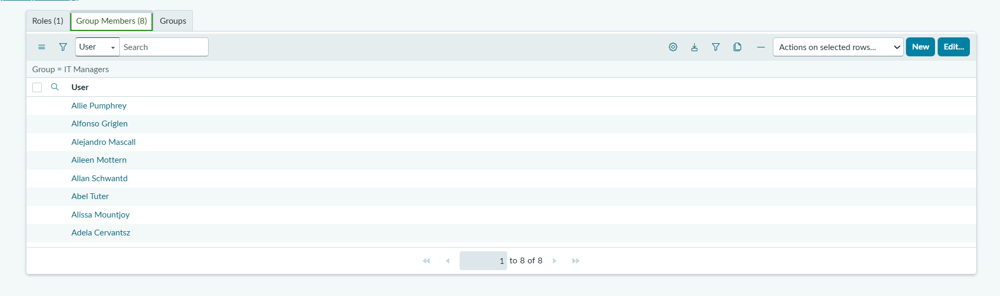 Roles (1) Group Members (8) Groups
User Search Actions on selected rows... New Edit...
Group = IT Managers
User
Allie Pumphrey
Alfonso Griglen
Alejandro Mascall
Aileen Mottern
Allan Schwantd
Abel Tuter
Alissa Mountjoy
Adela Cervantsz
1 to 8 of 8